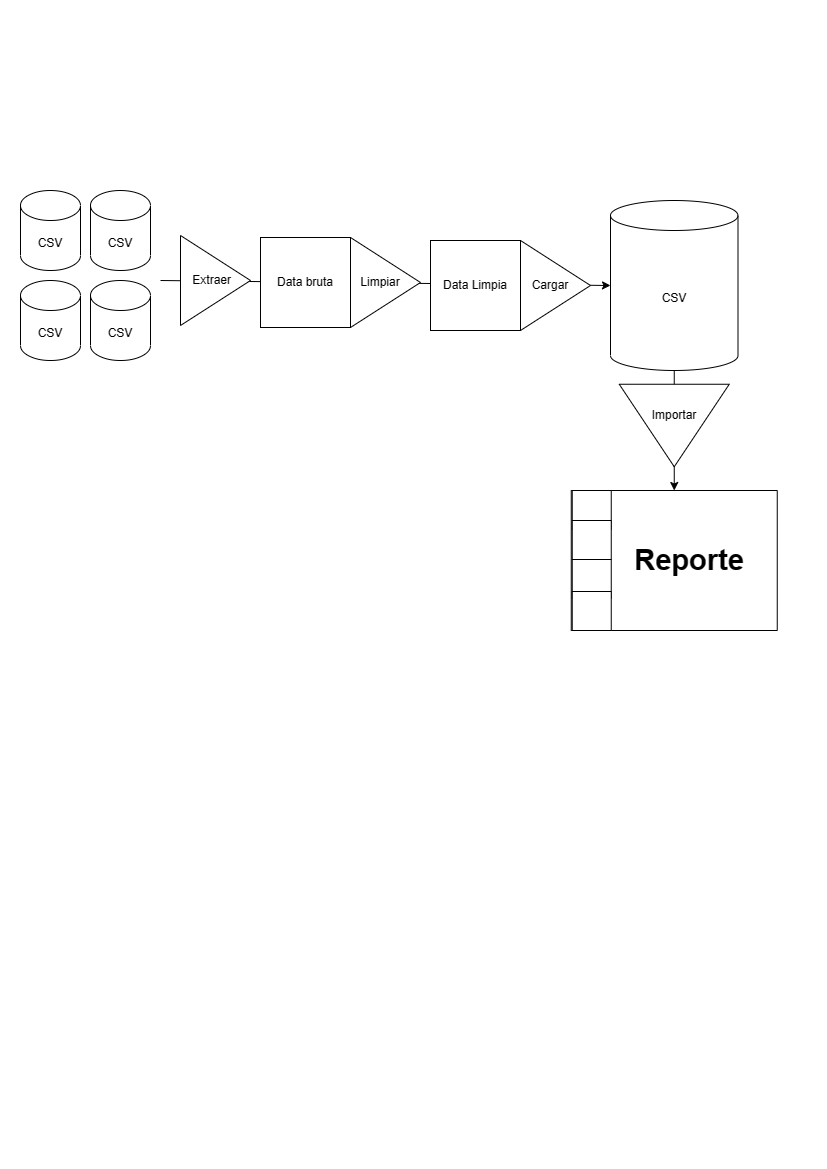 CSV
CSV
CSV
CSV
Extraer
Data bruta
Limpiar
Data Limpia
Cargar
CSV
Importar
Reporte